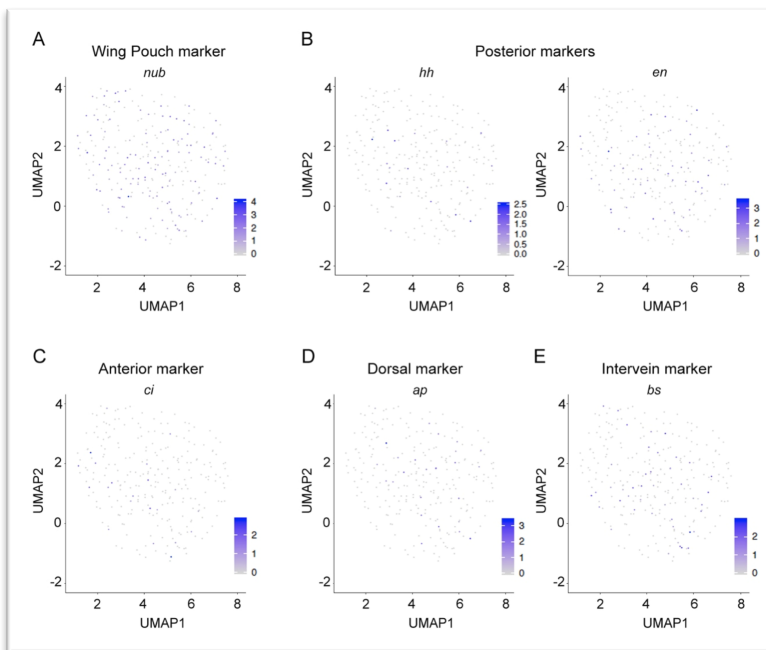 A
Wing Pouch marker
nub
4
2
0
-2
UMAP2
2 4 6 8
UMAP1
4
3
2
1
0
B
Posterior markers
hh
4
2
0
-2
UMAP2
2 4 6 8
UMAP1
2.5
2.0
1.5
1.0
0.5
0.0
en
4
2
0
-2
UMAP2
2 4 6 8
UMAP1
3
2
1
0
C
Anterior marker
ci
4
2
0
-2
UMAP2
2 4 6 8
UMAP1
2
1
0
D
Dorsal marker
ap
4
2
0
-2
UMAP2
2 4 6 8
UMAP1
3
2
1
0
E
Intervein marker
bs
4
2
0
-2
UMAP2
2 4 6 8
UMAP1
2
1
0